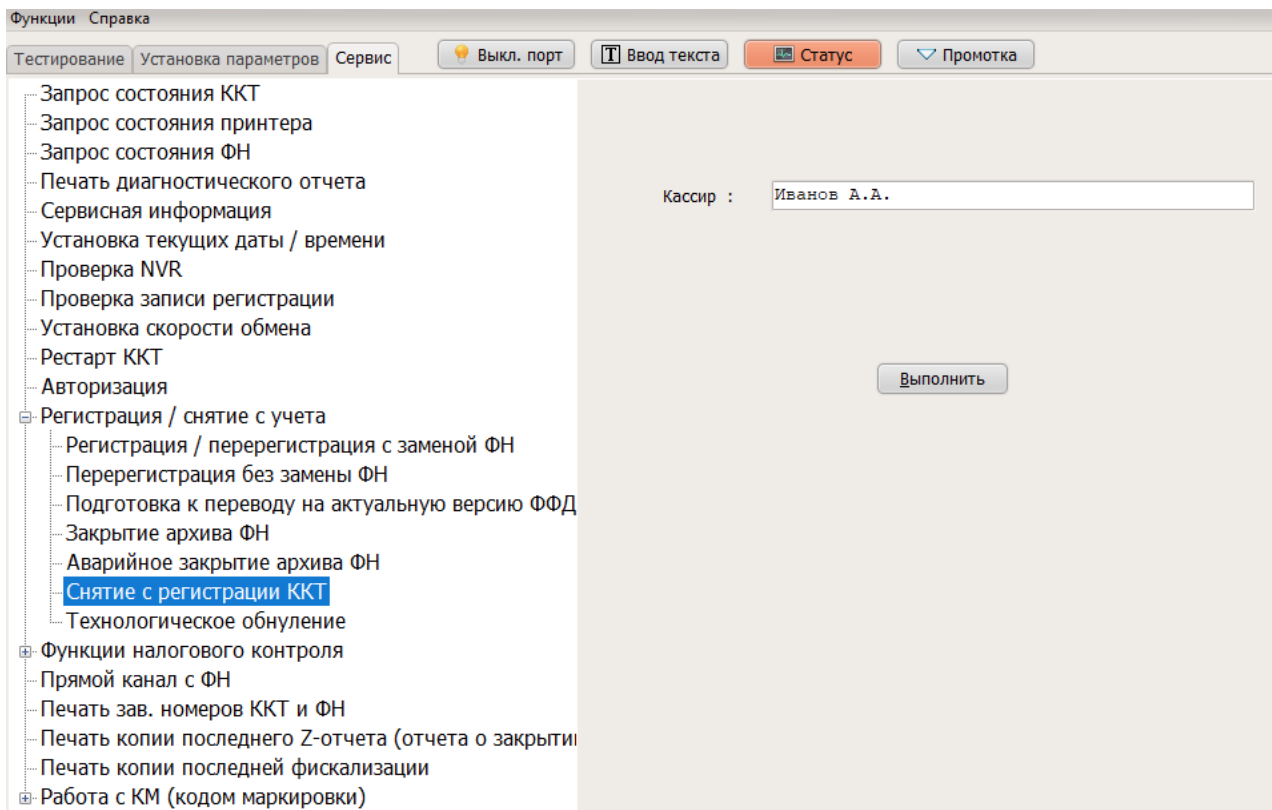 Функции Справка
Тестирование Установка параметров Сервис Выкл. порт T Ввод текста Статус Промотка
Запрос состояния ККТ
Запрос состояния принтера
Запрос состояния ФН
Печать диагностического отчета
Сервисная информация
Установка текущих даты / времени
Проверка NVR
Проверка записи регистрации
Установка скорости обмена
Рестарт ККТ
Авторизация
Регистрация / снятие с учета
Регистрация / перерегистрация с заменой ФН
Перерегистрация без замены ФН
Подготовка к переводу на актуальную версию ФФД
Закрытие архива ФН
Аварийное закрытие архива ФН
Снятие с регистрации ККТ
Технологическое обнуление
Функции налогового контроля
Прямой канал с ФН
Печать зав. номеров ККТ и ФН
Печать копии последнего Z-отчета (отчета о закрыти
Печать копии последней фискализации
Работа с КМ (кодом маркировки)
Кассир : Иванов А.А.
Выполнить